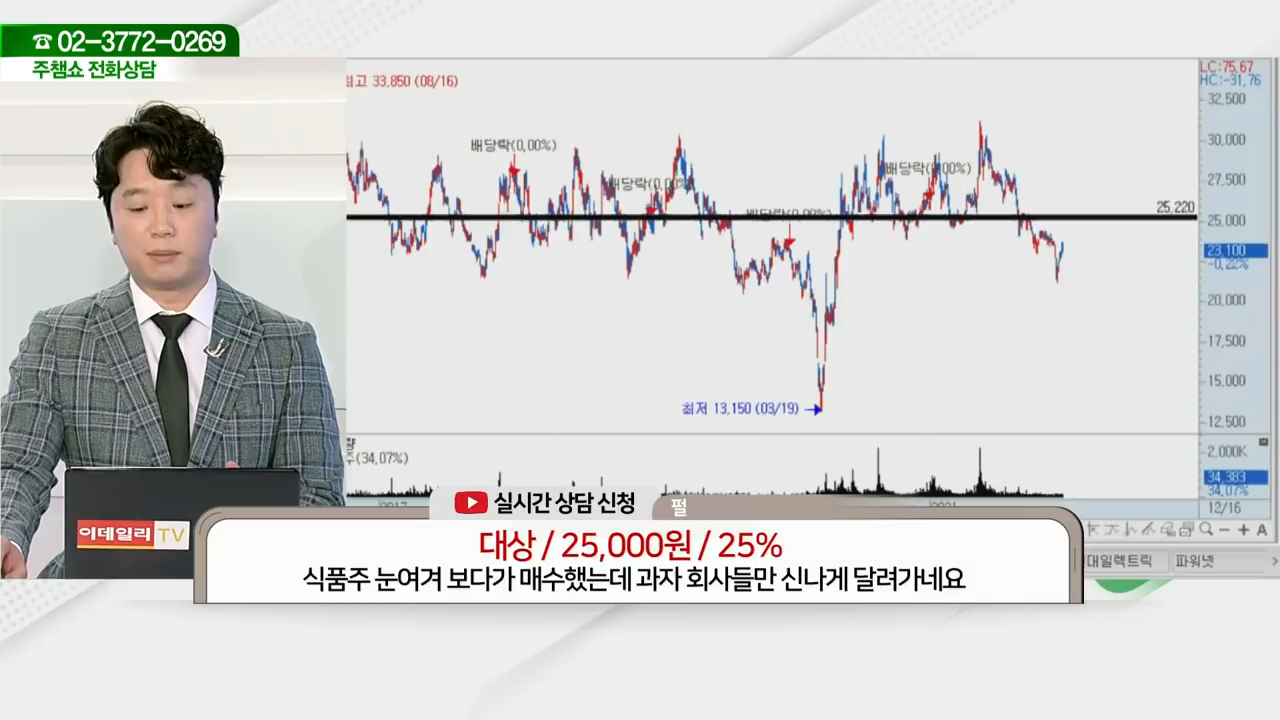 ☎ 02-3772-0269
주챔쇼 전화상담
최고 33,850 (08/16)
LC:75.67
HC:-31.76
32,500
배당락(0.00%)
30,000
배당락(0.00%)
배당락(0.00%)
27,500
배당락(0.00%)
25,220
25,000
23,100
-0.22%
20,000
17,500
15,000
최저 13,150 (03/19)
12,500
(34,07%)
2,000K
34,383
34,07%
2017
2021
12/16
A
대일렉트릭
파워넷
이데일리TV
실시간 상담 신청
펄
대상 / 25,000원 / 25%
식품주 눈여겨 보다가 매수했는데 과자 회사들만 신나게 달려가네요